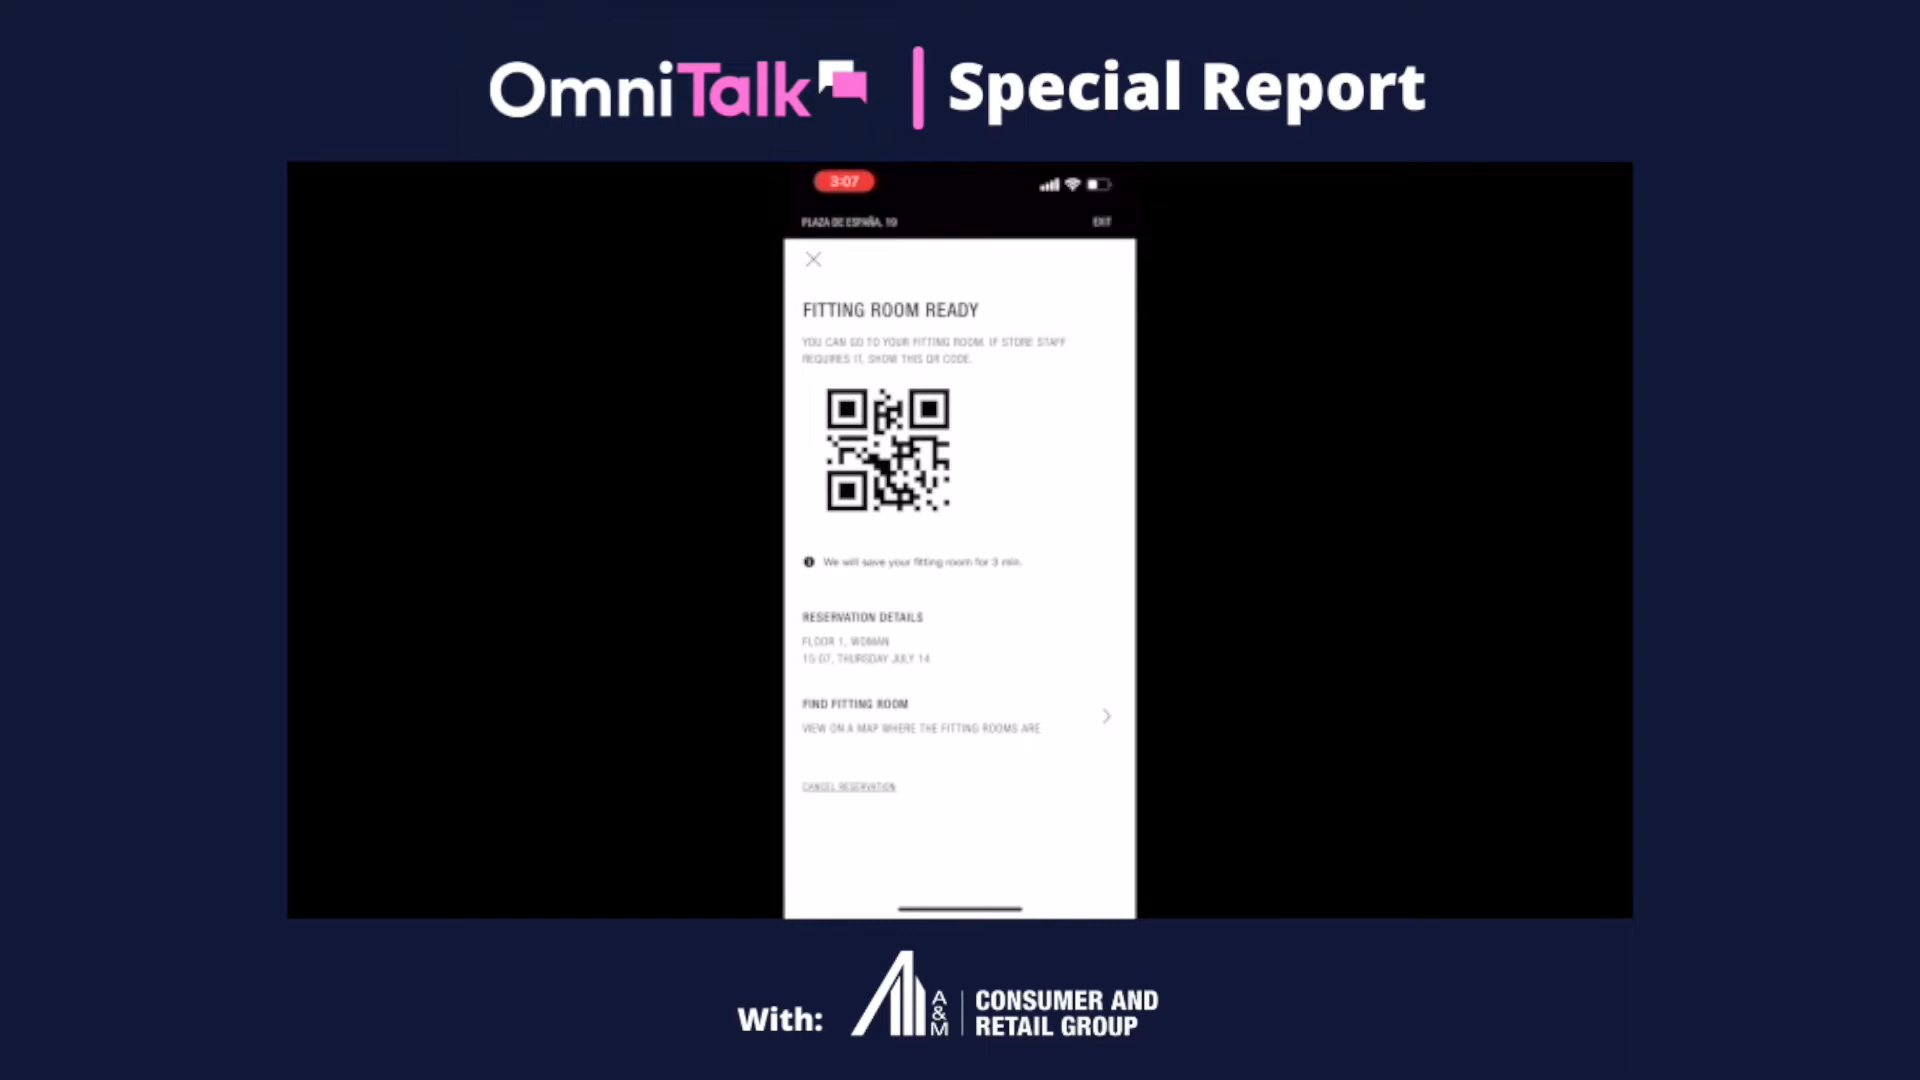 OmniTalk | Special Report
3:07
PLAZA DE ESPAÑA, 19
EXIT
FITTING ROOM READY
YOU CAN GO TO YOUR FITTING ROOM. IF STORE STAFF
REQUIRES IT, SHOW THIS QR CODE.
We will save your fitting room for 3 min.
RESERVATION DETAILS
FLOOR 1, WOMAN
15:07, THURSDAY JULY 14
FIND FITTING ROOM
VIEW ON A MAP WHERE THE FITTING ROOMS ARE
CANCEL RESERVATION
With:
A&M
CONSUMER AND
RETAIL GROUP